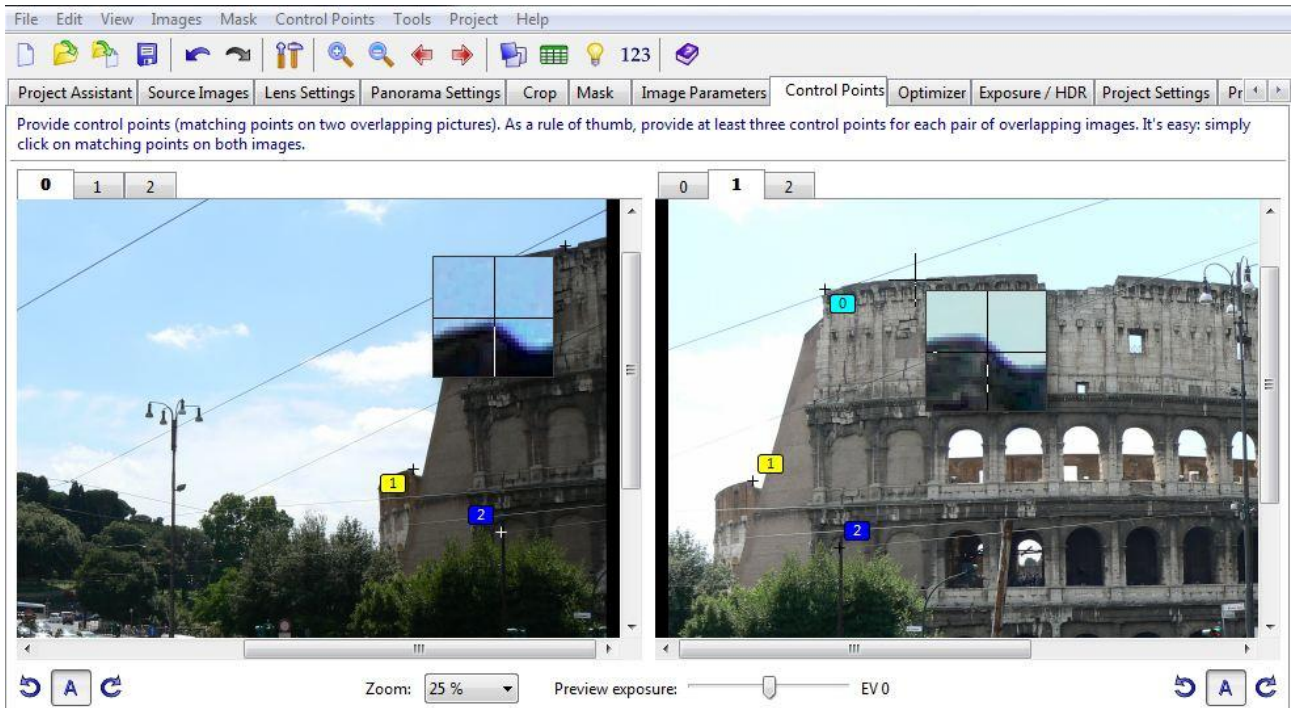 File Edit View Images Mask Control Points Tools Project Help
123
Project Assistant Source Images Lens Settings Panorama Settings Crop Mask Image Parameters Control Points Optimizer Exposure / HDR Project Settings Pr
Provide control points (matching points on two overlapping pictures). As a rule of thumb, provide at least three control points for each pair of overlapping images. It's easy: simply
click on matching points on both images.
0 1 2 0 1 2
0
1 1
2 2
A Zoom: 25 % Preview exposure: EV 0 A